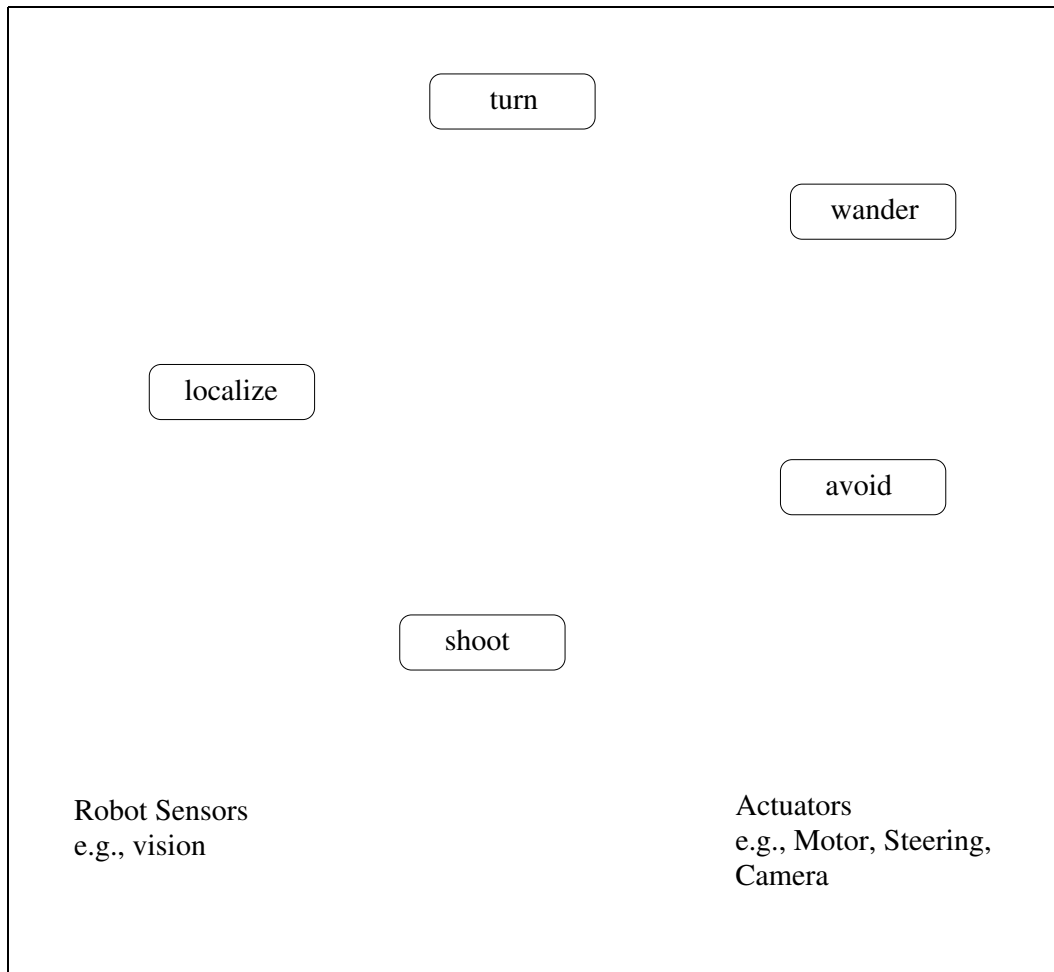 turn
wander
localize
avoid
shoot
Robot Sensors
e.g., vision
Actuators
e.g., Motor, Steering,
Camera